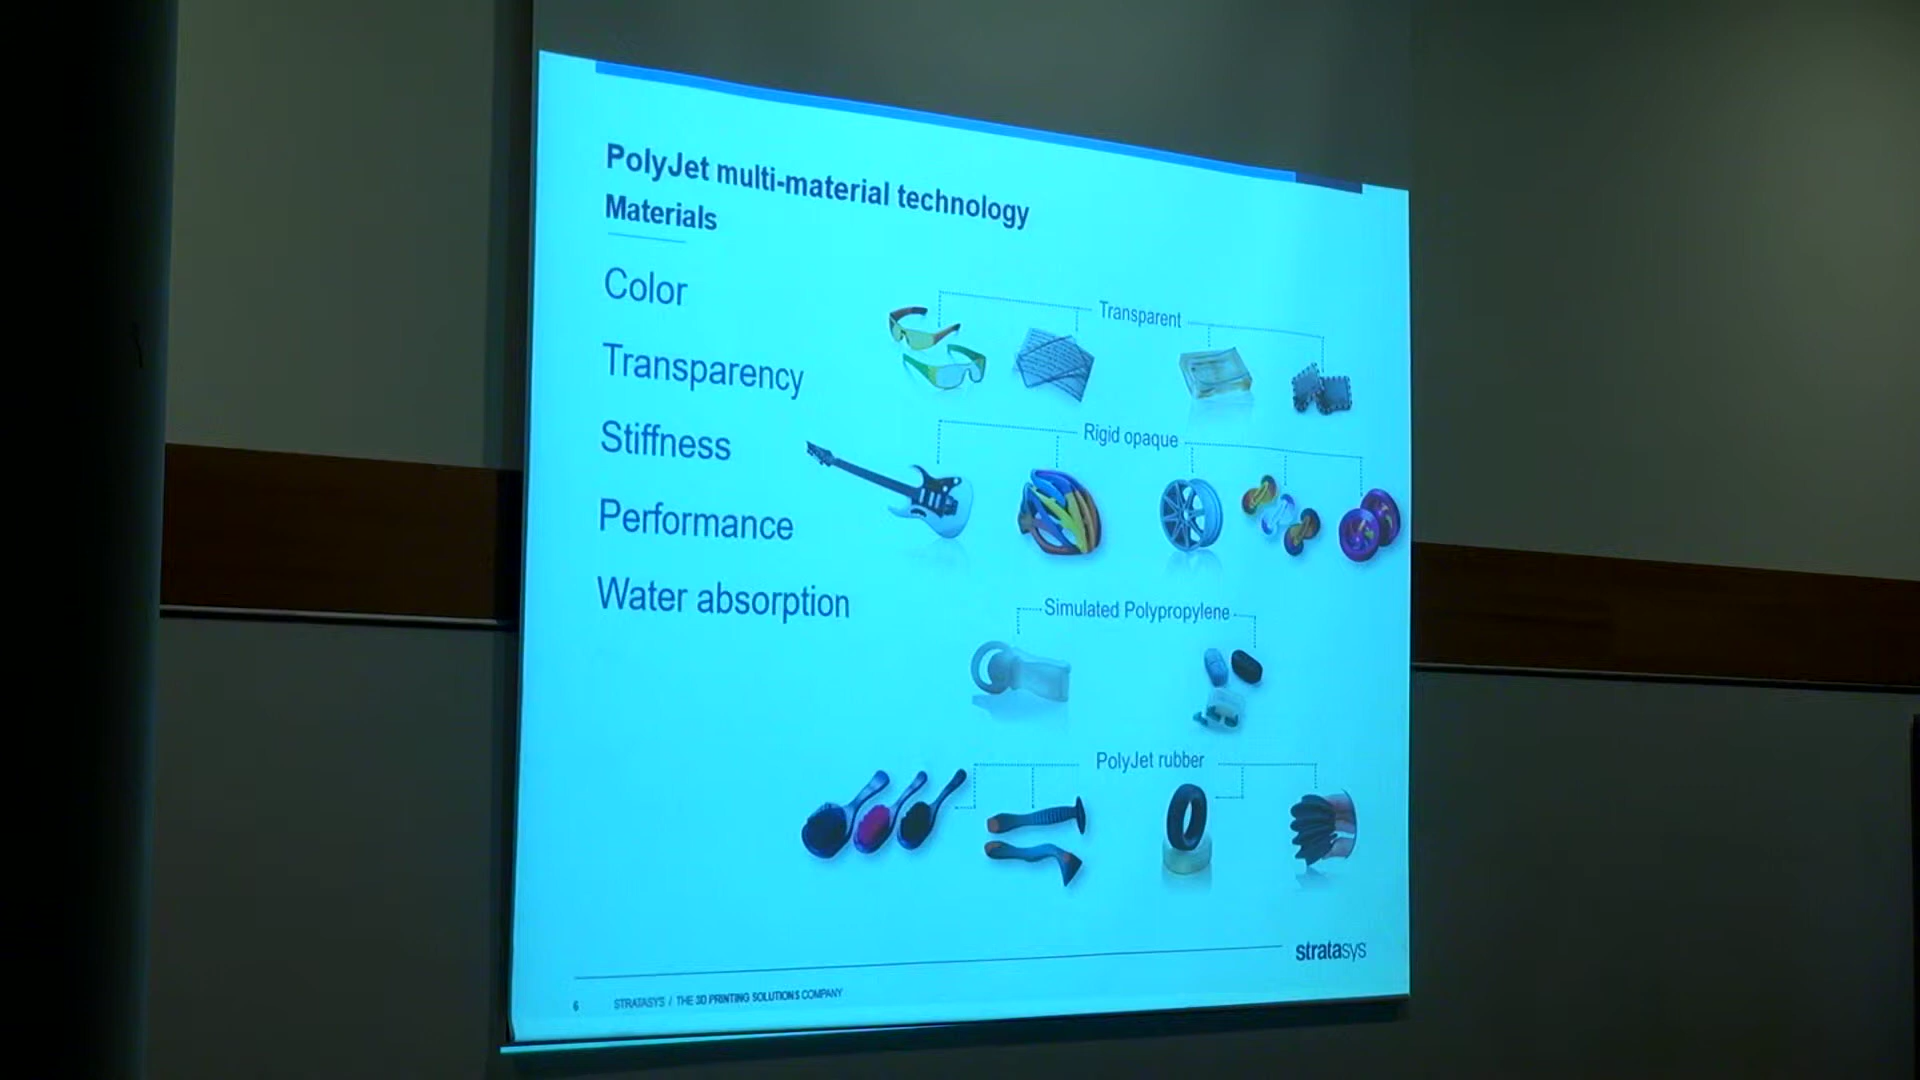 PolyJet multi-material technology
Materials
Color
Transparency
Stiffness
Performance
Water absorption
Transparent
Rigid opaque
Simulated Polypropylene
PolyJet rubber
stratasys
6 STRATASYS / THE 3D PRINTING SOLUTIONS COMPANY